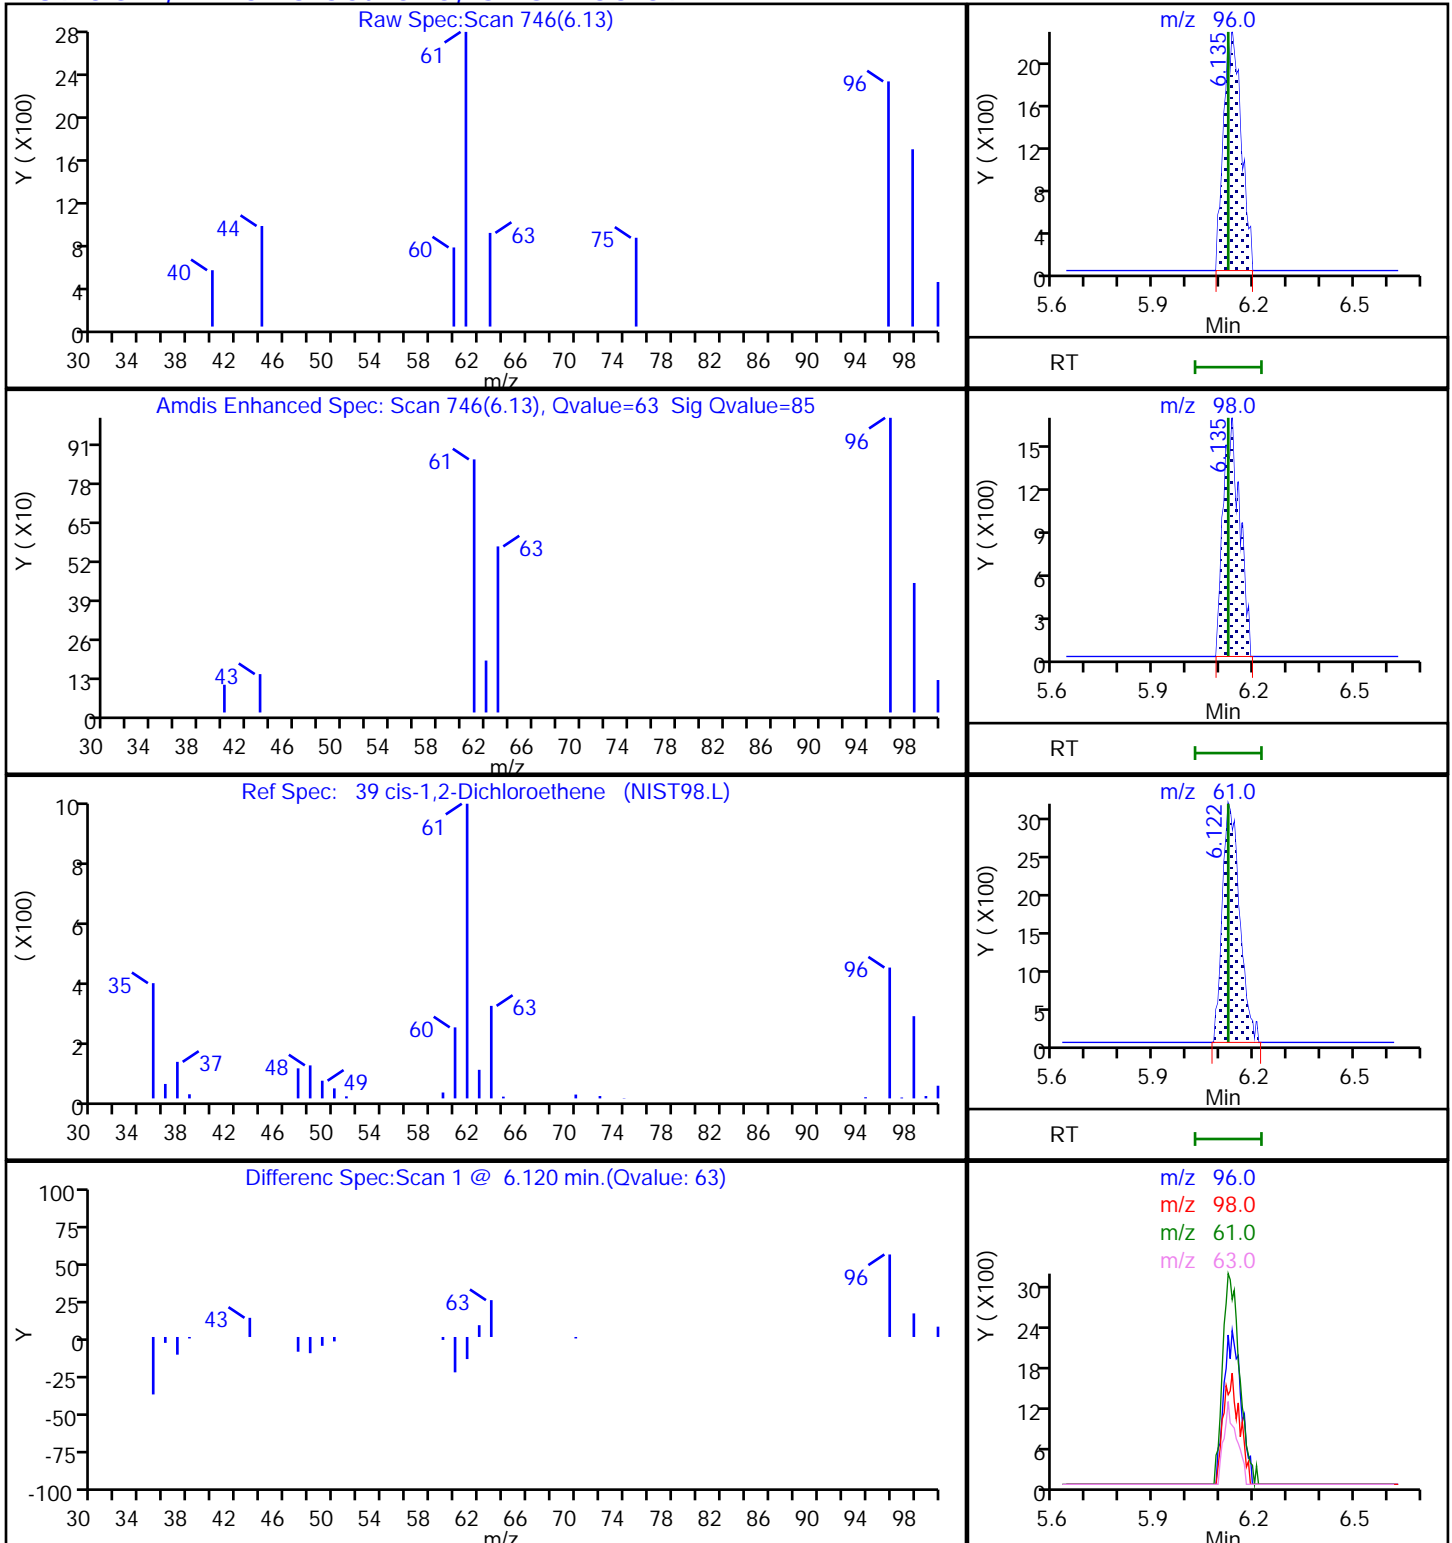 Raw Spec:Scan 746(6.13)
Y ( X100)
28
24
20
16
12
8
4
0
61
96
44
40
60
63
75
30 34 38 42 46 50 54 58 62 66 70 74 78 82 86 90 94 98
m/z
m/z 96.0
Y ( X100)
20
16
12
8
4
0
6.135
5.6 5.9 6.2 6.5
Min
RT
Amdis Enhanced Spec: Scan 746(6.13), Qvalue=63 Sig Qvalue=85
Y ( X10)
91
78
65
52
39
26
13
0
61
96
63
43
30 34 38 42 46 50 54 58 62 66 70 74 78 82 86 90 94 98
m/z
m/z 98.0
Y ( X100)
15
12
9
6
3
0
6.135
5.6 5.9 6.2 6.5
Min
RT
Ref Spec: 39 cis-1,2-Dichloroethene (NIST98.L)
( X100)
10
8
6
4
2
0
61
96
35
63
60
37
48
49
30 34 38 42 46 50 54 58 62 66 70 74 78 82 86 90 94 98
m/z 61.0
Y ( X100)
30
25
20
15
10
5
0
6.122
5.6 5.9 6.2 6.5
Min
RT
Differenc Spec:Scan 1 @ 6.120 min.(Qvalue: 63)
Y
100
75
50
25
0
-25
-50
-75
-100
96
63
43
30 34 38 42 46 50 54 58 62 66 70 74 78 82 86 90 94 98
m/z
m/z 96.0
m/z 98.0
m/z 61.0
m/z 63.0
Y ( X100)
30
24
18
12
6
0
5.6 5.9 6.2 6.5
Min